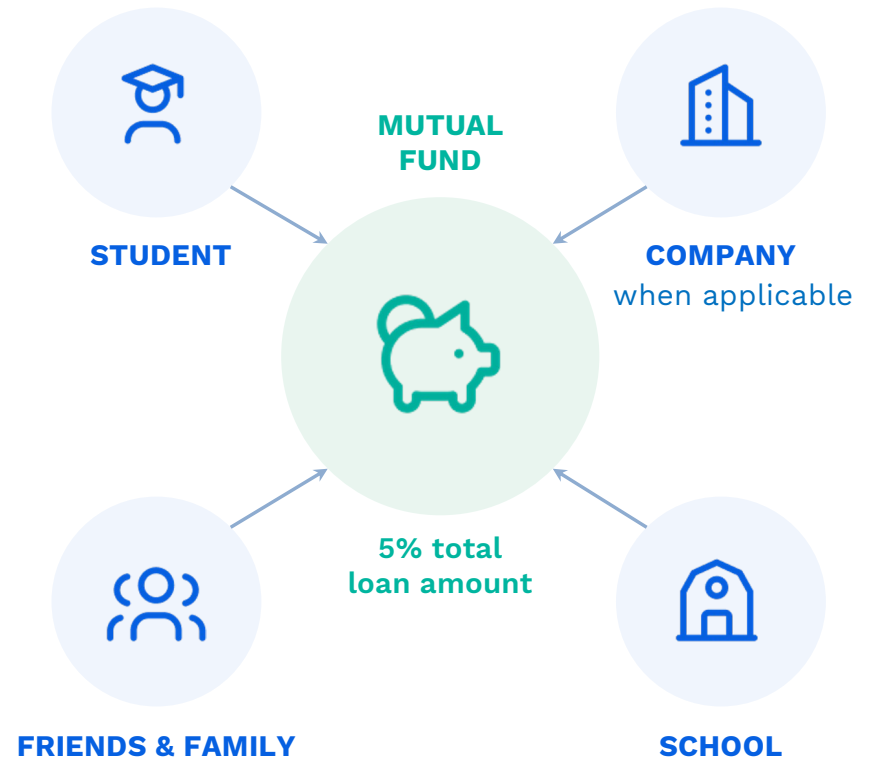 MUTUAL
FUND
STUDENT
COMPANY
when applicable
5% total
loan amount
FRIENDS & FAMILY
SCHOOL